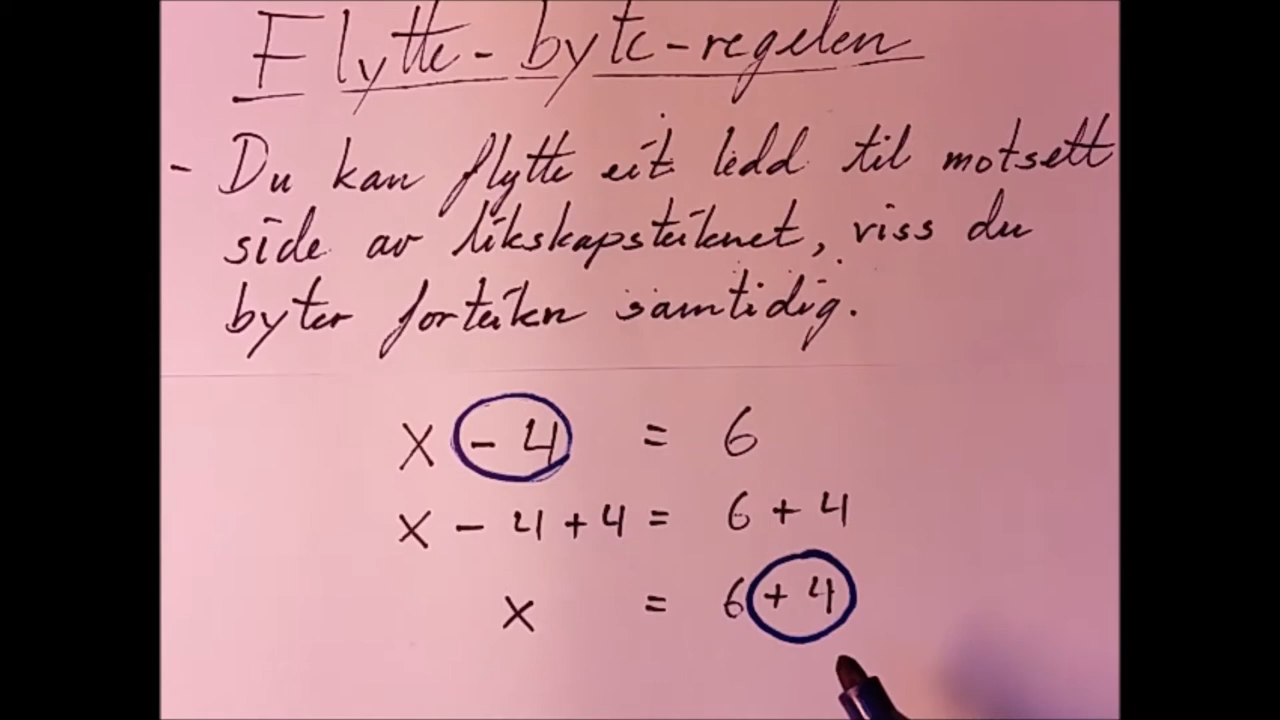 Flytte-byte-regelen
- Du kan flytte eit ledd til motsett
side av likskapsteiknet, viss du
byter forteikn samtidig.
x - 4 = 6
x - 4 + 4 = 6 + 4
x = 6 + 4